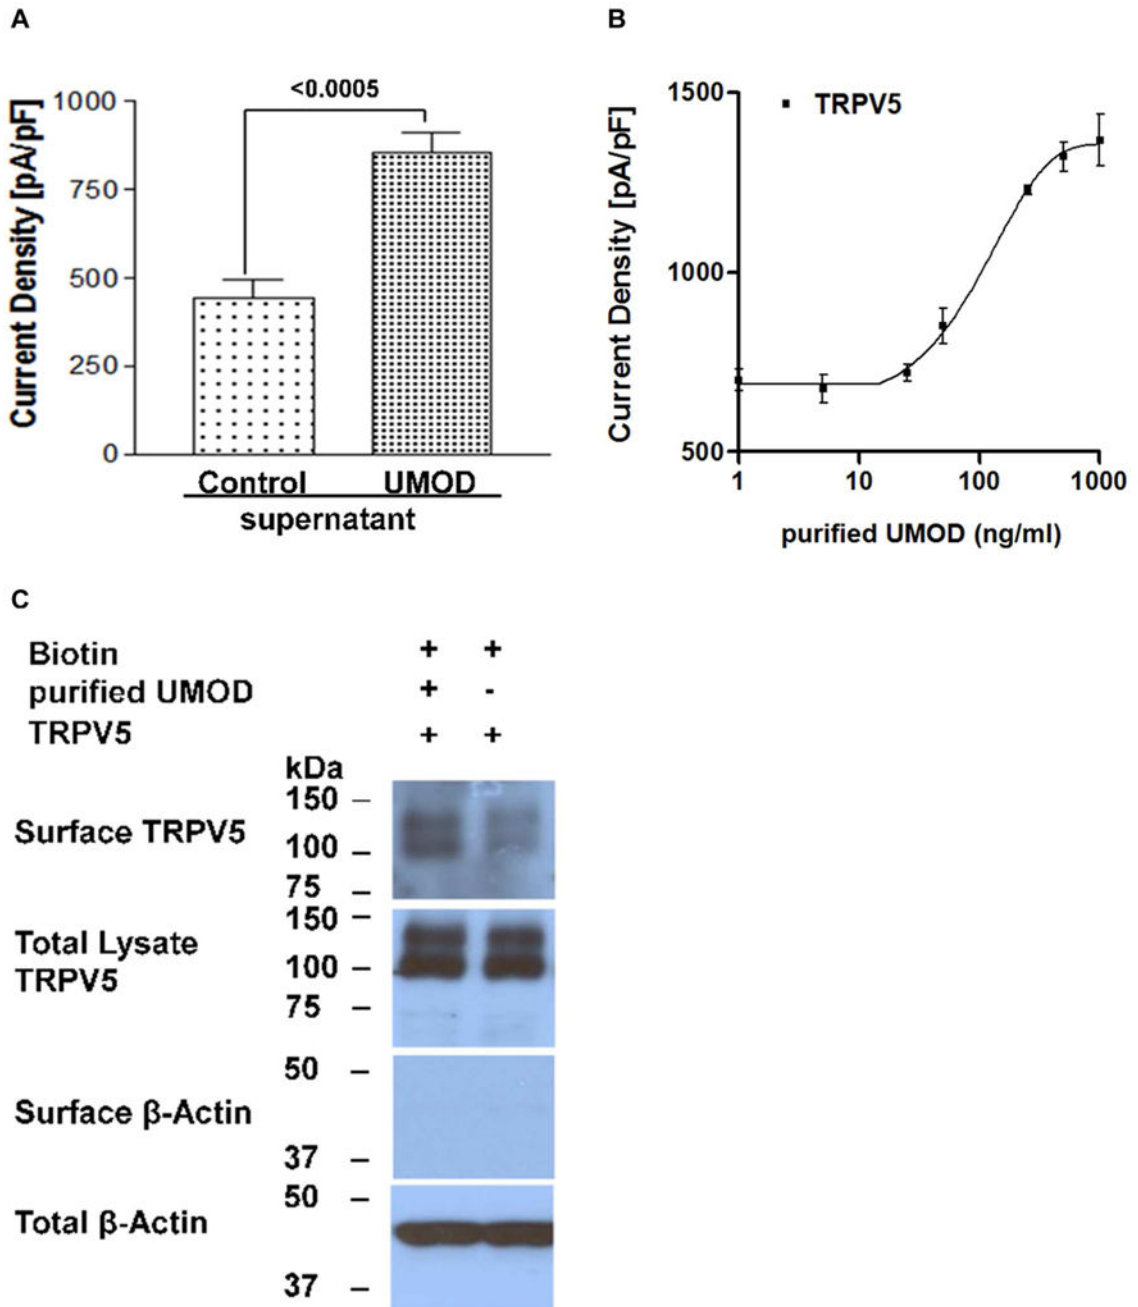 A
<0.0005
Current Density [pA/pF]
1000
750
500
250
0
Control UMOD
supernatant
B
TRPV5
Current Density [pA/pF]
1500
1000
500
1 10 100 1000
purified UMOD (ng/ml)
C
Biotin + +
purified UMOD + -
TRPV5 + +
kDa
150
Surface TRPV5
100
75
150
Total Lysate
TRPV5
100
75
50
Surface β-Actin
37
50
Total β-Actin
37